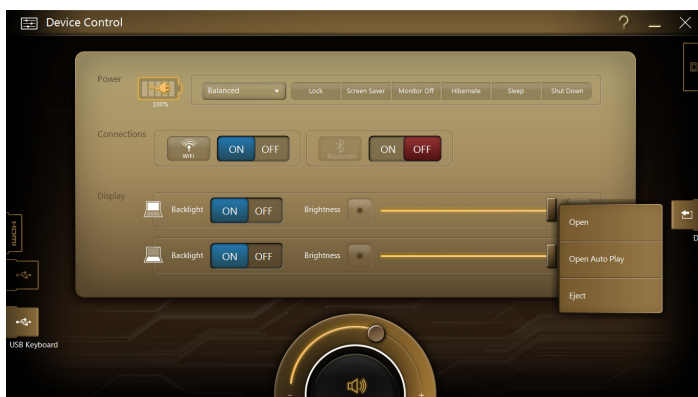 Device Control
?
Power
100%
Balanced
Lock
Screen Saver
Monitor Off
Hibernate
Sleep
Shut Down
Connections
WiFi
ON OFF
Bluetooth
ON OFF
Display
Backlight
ON OFF
Brightness
Backlight
ON OFF
Brightness
Open
Open Auto Play
Eject
HDMI
USB Keyboard
D
- +